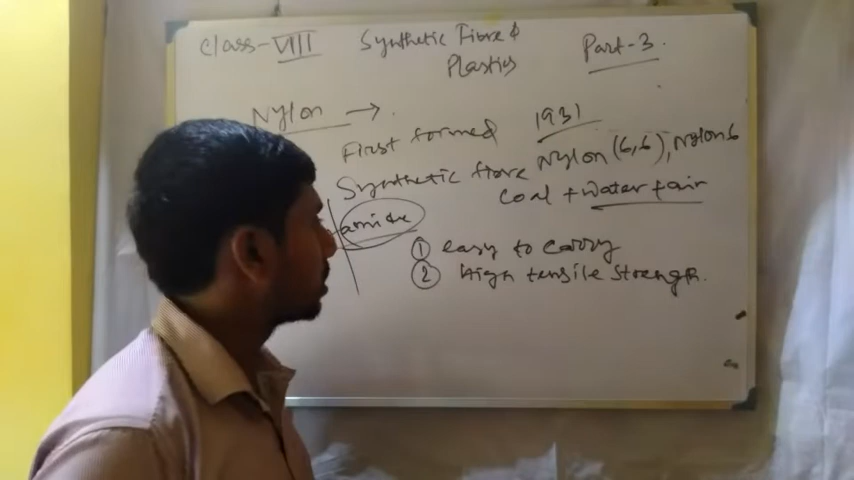 Class-VIII Synthetic Fibre & Part-3.
Plastics
Nylon →.
First formed 1931
Synthetic fibre Nylon (6,6), Nylon 6
Coal + water + air
amide
① easy to carry
② High tensile strength.